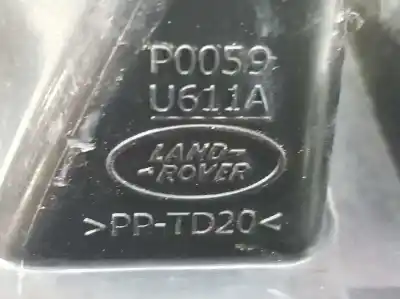 P0059
U611A
LAND-
-ROVER
>PP-TD20<